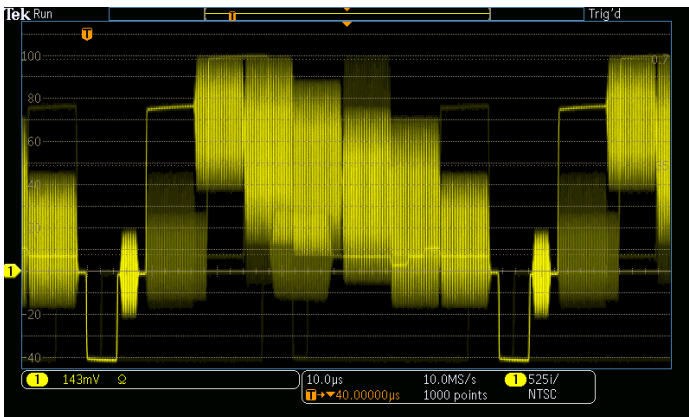 Tek Run Trig'd
T
T
100
0.7
80
60
40
20
1
-20
-40
1 143mV Ω
10.0µs 10.0MS/s 1 525i/
T→▼40.00000µs 1000 points NTSC